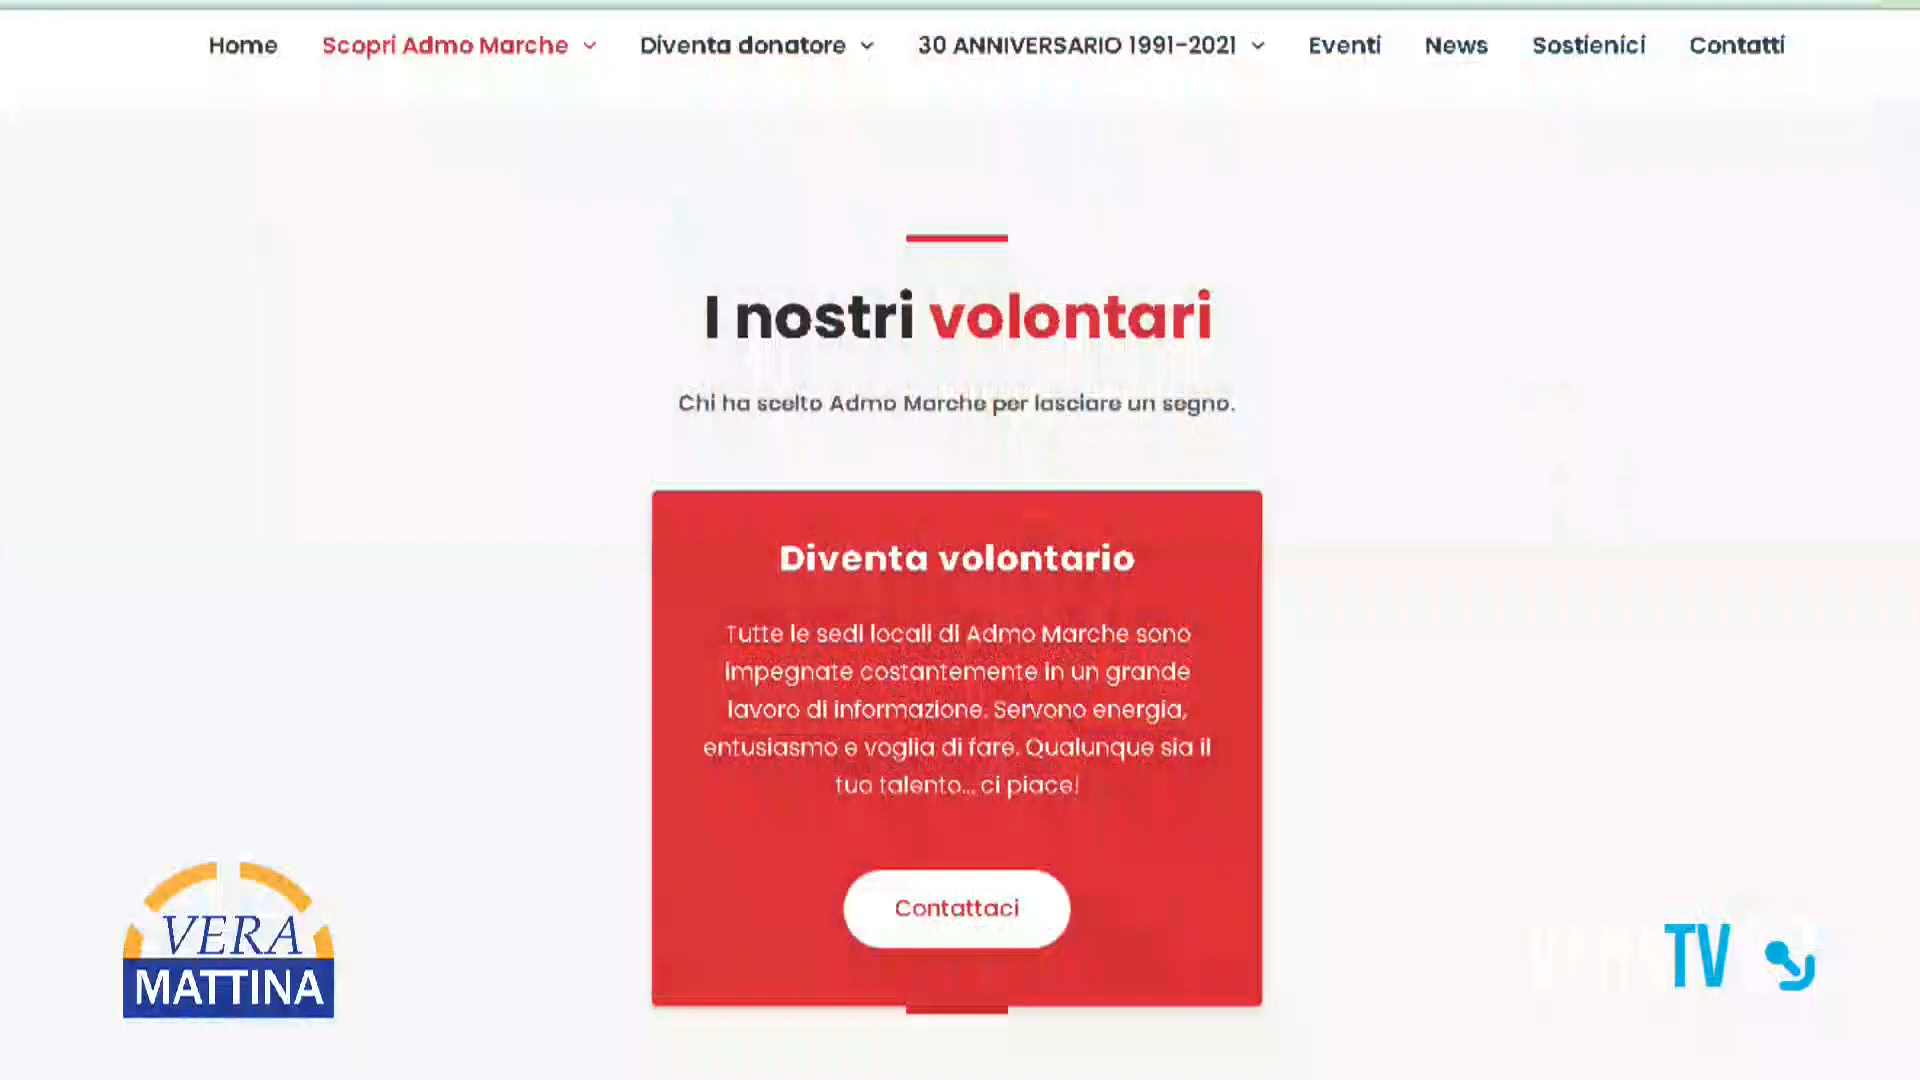 Home Scopri Admo Marche Diventa donatore 30 ANNIVERSARIO 1991-2021 Eventi News Sostienici Contatti
I nostri volontari
Chi ha scelto Admo Marche per lasciare un segno.
Diventa volontario
Tutte le sedi locali di Admo Marche sono
impegnate costantemente in un grande
lavoro di informazione. Servono energia,
entusiasmo e voglia di fare. Qualunque sia il
tuo talento... ci piace!
Contattaci
VERA
MATTINA
TV